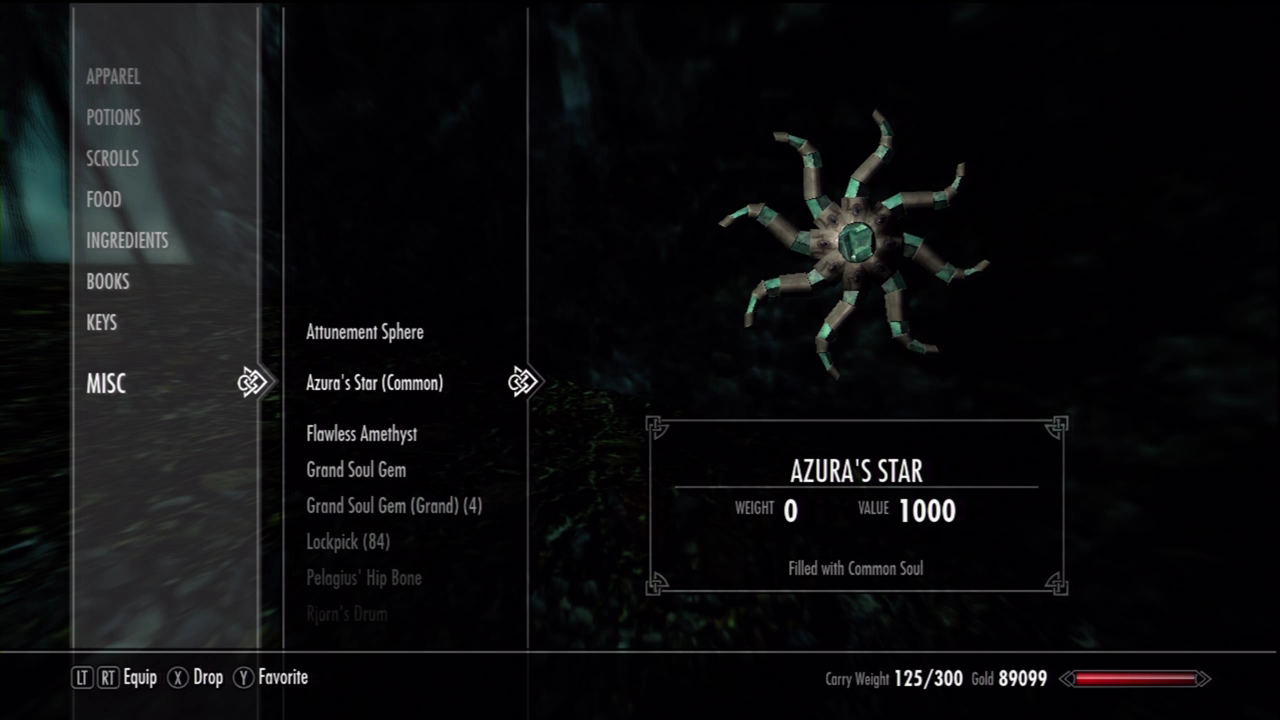 APPAREL
POTIONS
SCROLLS
FOOD
INGREDIENTS
BOOKS
KEYS
MISC
Attunement Sphere
Azura's Star (Common)
Flawless Amethyst
Grand Soul Gem
Grand Soul Gem (Grand) (4)
Lockpick (84)
Pelagius' Hip Bone
Rjorn's Drum
AZURA'S STAR
WEIGHT 0 VALUE 1000
Filled with Common Soul
LT RT Equip X Drop Y Favorite
Carry Weight 125/300 Gold 89099